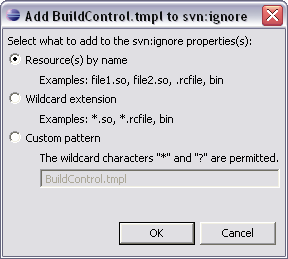 Add BuildControl.tmpl to svn:ignore
Select what to add to the svn:ignore properties(s):
Resource(s) by name
Examples: file1.so, file2.so, .rcfile, bin
Wildcard extension
Examples: *.so, *.rcfile, bin
Custom pattern
The wildcard characters "*" and "?" are permitted.
BuildControl.tmpl
OK
Cancel